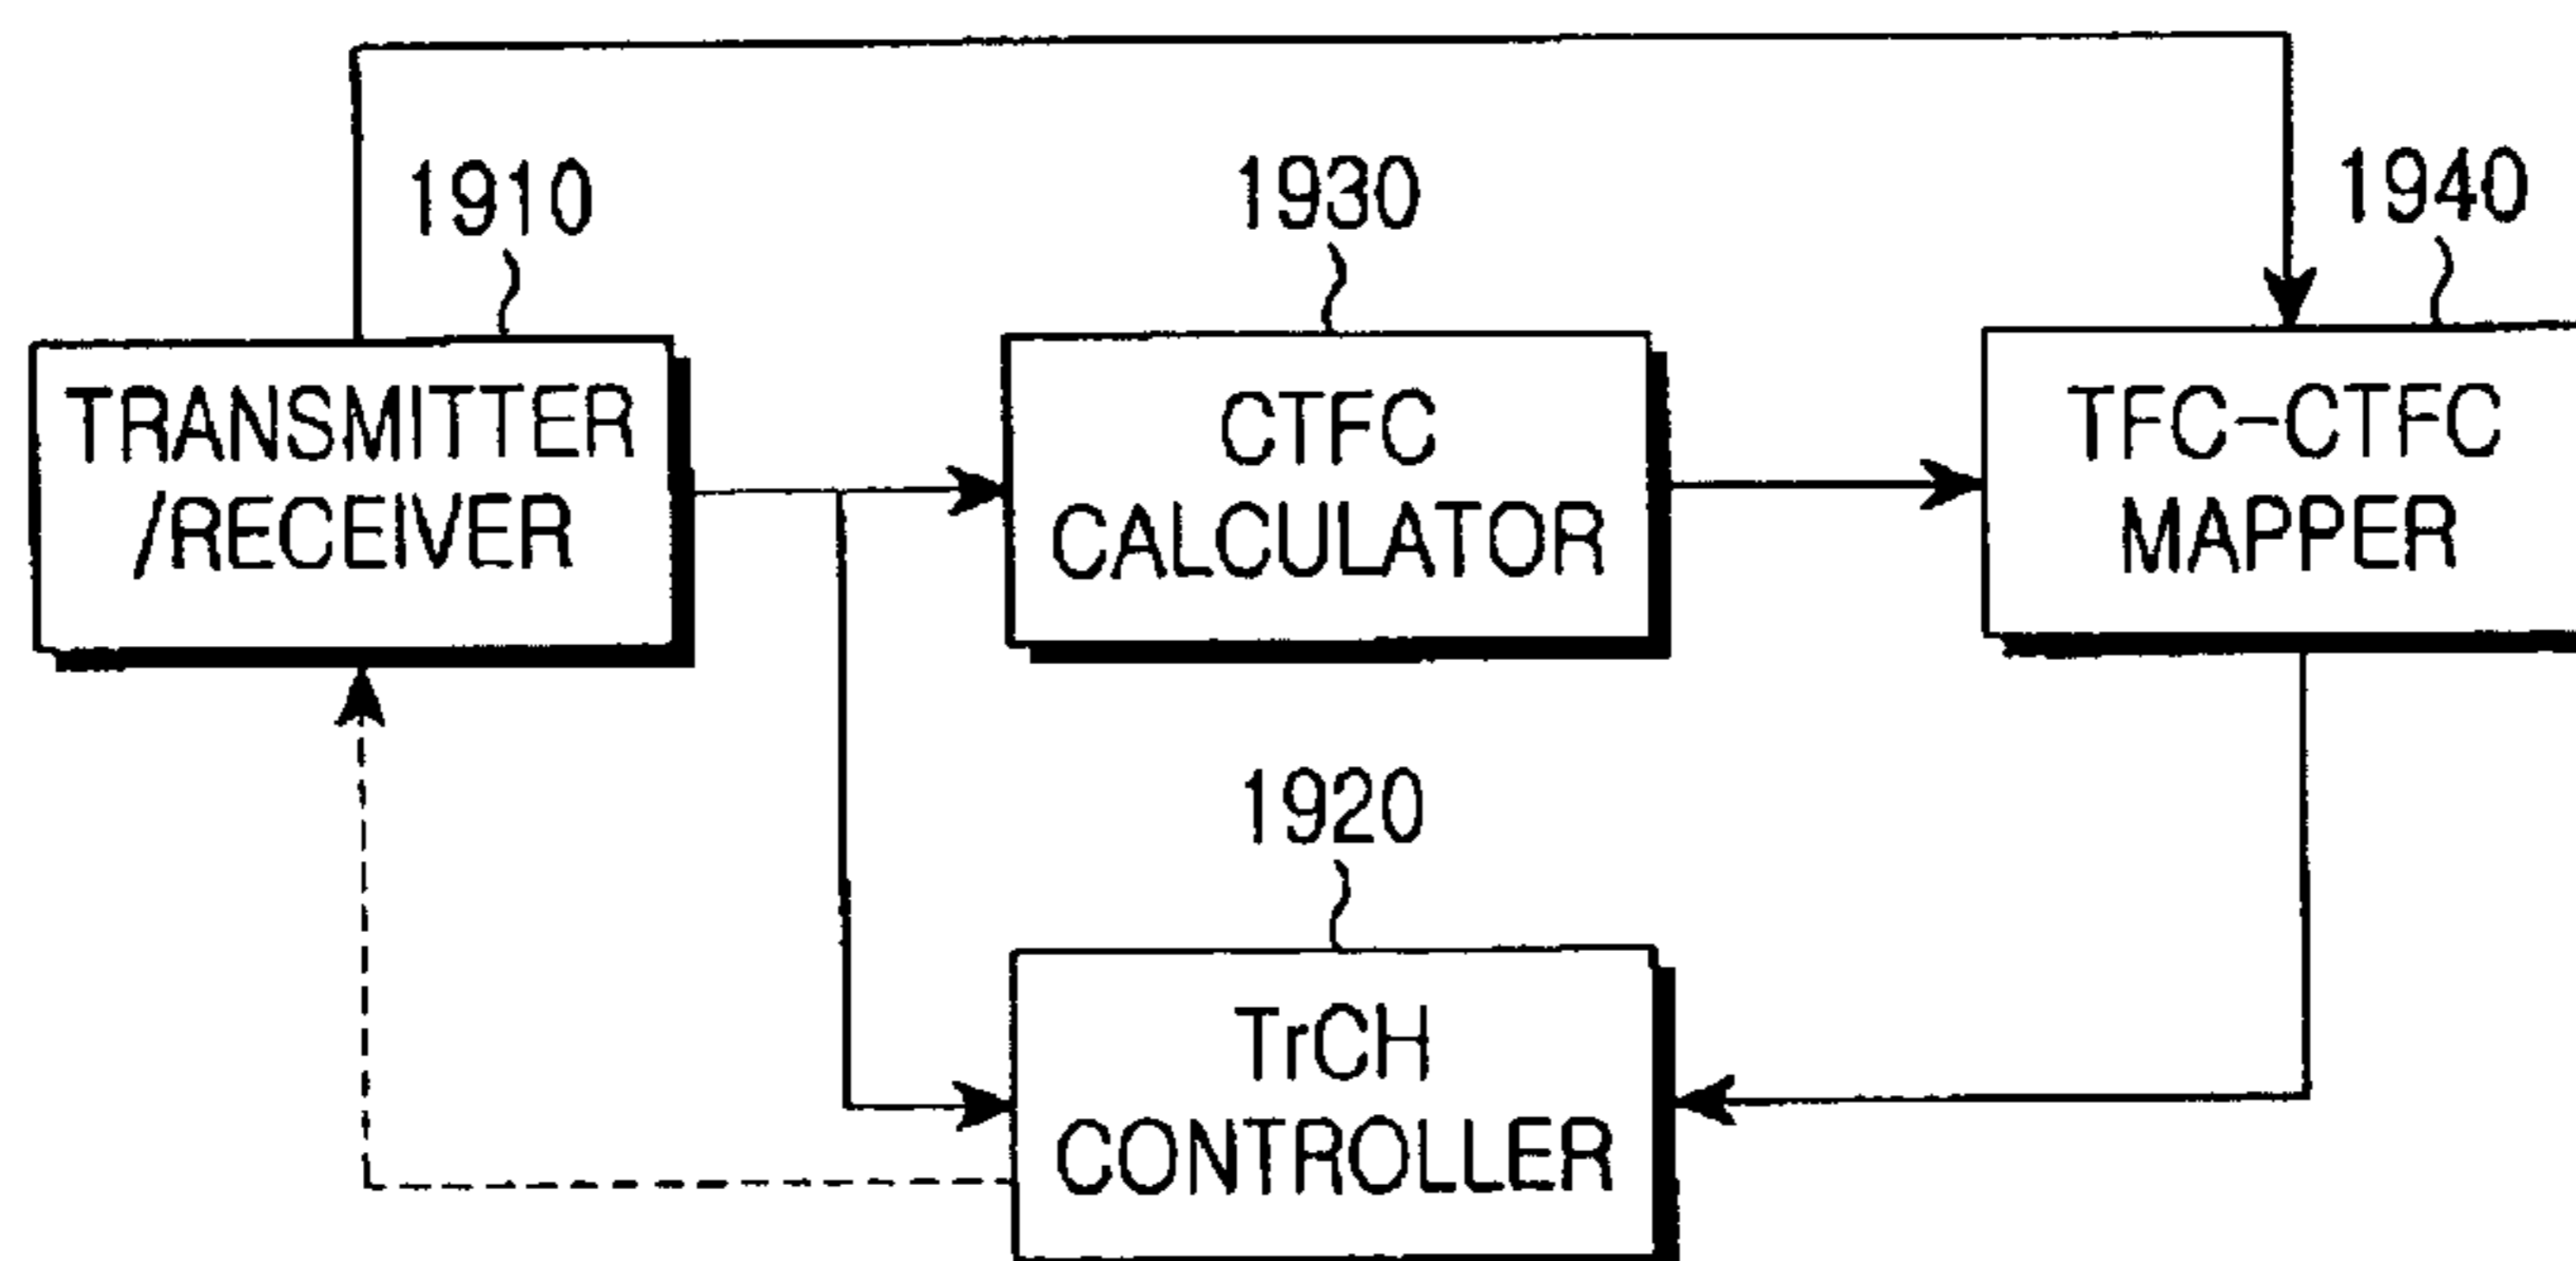 1910
1930
1940
TRANSMITTER
/RECEIVER
CTFC
CALCULATOR
TFC-CTFC
MAPPER
1920
TrCH
CONTROLLER